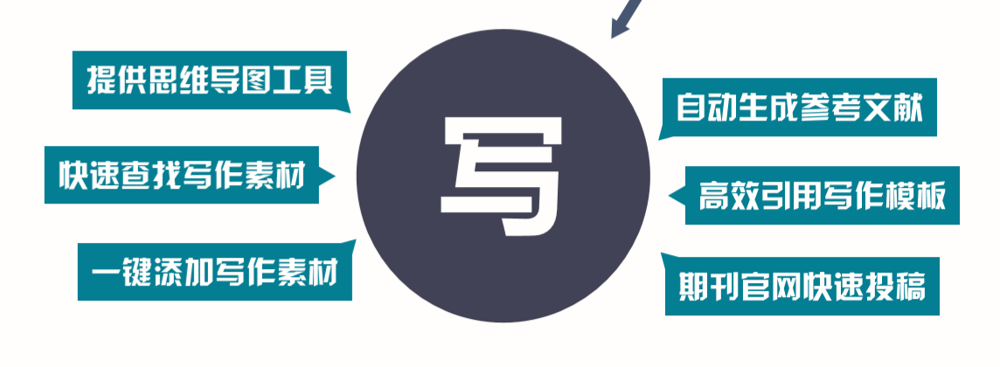 提供思维导图工具
快速查找写作素材
一键添加写作素材
写
自动生成参考文献
高效引用写作模板
期刊官网快速投稿